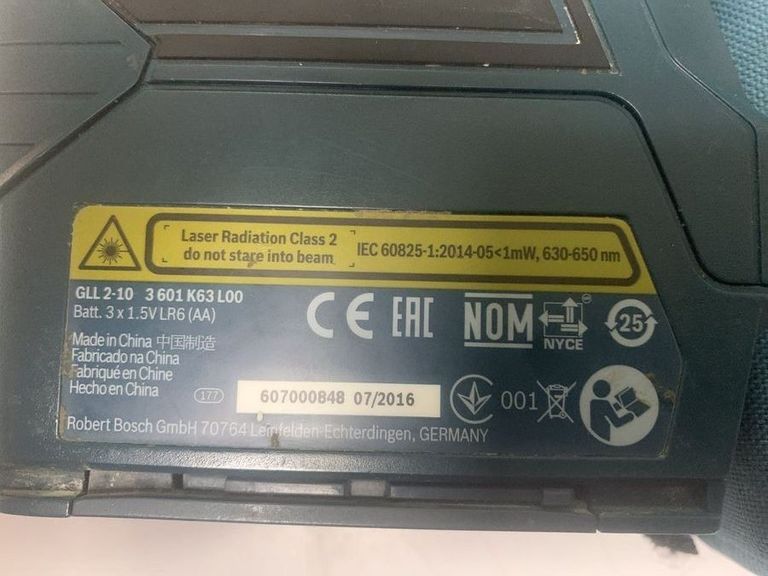 Laser Radiation Class 2
do not stare into beam
IEC 60825-1:2014-05<1mW, 630-650 nm
GLL 2-10 3 601 K63 L00
Batt. 3 x 1.5V LR6 (AA)
Made in China 中国制造
Fabricado na China
Fabriqué en Chine
Hecho en China
CE EAC NOM
NYCE
25
177
607000848 07/2016
001
Robert Bosch GmbH 70764 Leinfelden-Echterdingen, GERMANY